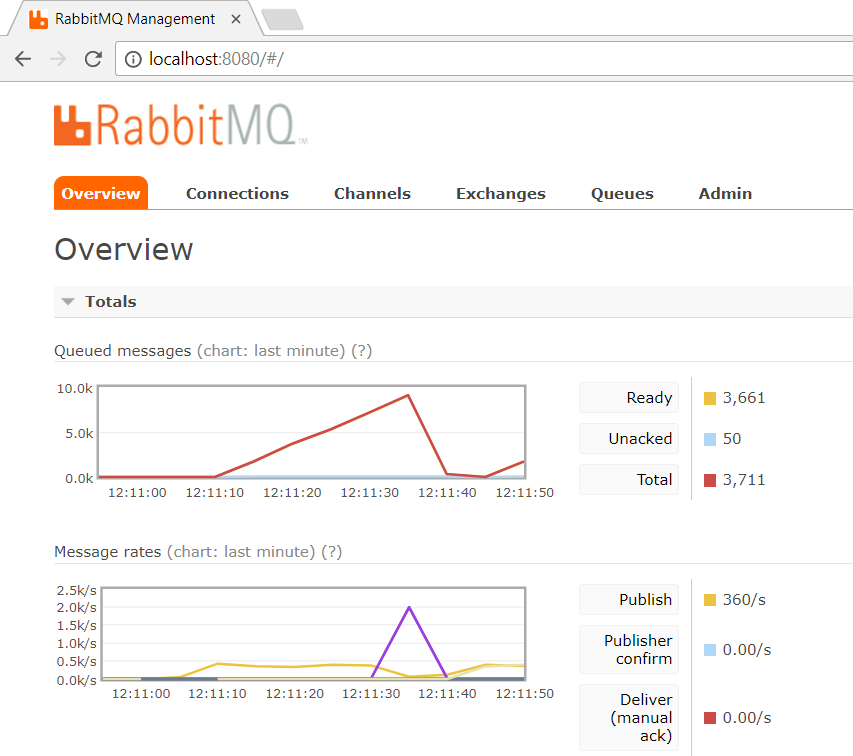 RabbitMQ Management
localhost:8080/#/
RabbitMQ™
Overview Connections Channels Exchanges Queues Admin
Overview
Totals
Queued messages (chart: last minute) (?)
10.0k
5.0k
0.0k
12:11:00 12:11:10 12:11:20 12:11:30 12:11:40 12:11:50
Ready 3,661
Unacked 50
Total 3,711
Message rates (chart: last minute) (?)
2.5k/s
2.0k/s
1.5k/s
1.0k/s
0.5k/s
0.0k/s
12:11:00 12:11:10 12:11:20 12:11:30 12:11:40 12:11:50
Publish 360/s
Publisher
confirm 0.00/s
Deliver
(manual 0.00/s
ack)